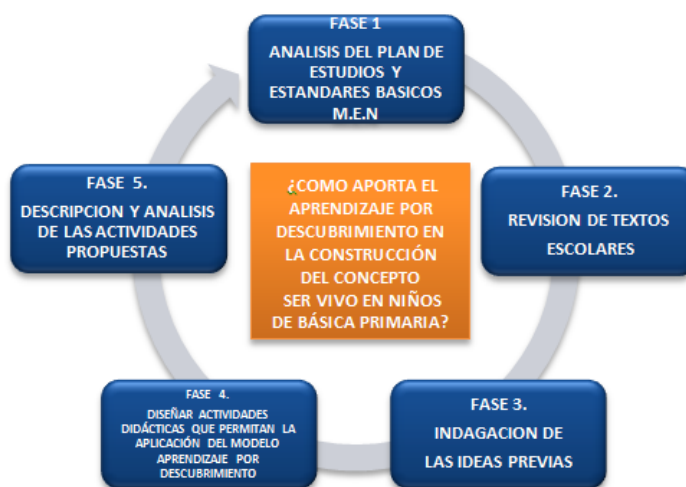 FASE 1
ANALISIS DEL PLAN DE
ESTUDIOS Y
ESTANDARES BASICOS
M.E.N
FASE 2.
REVISION DE TEXTOS
ESCOLARES
FASE 3.
INDAGACION DE
LAS IDEAS PREVIAS
FASE 4.
DISEÑAR ACTIVIDADES
DIDÁCTICAS QUE PERMITAN LA
APLICACIÓN DEL MODELO
APRENDIZAJE POR
DESCUBRIMIENTO
FASE 5.
DESCRIPCION Y ANALISIS
DE LAS ACTIVIDADES
PROPUESTAS
¿COMO APORTA EL
APRENDIZAJE POR
DESCUBRIMIENTO EN
LA CONSTRUCCIÓN
DEL CONCEPTO
SER VIVO EN NIÑOS
DE BÁSICA PRIMARIA?